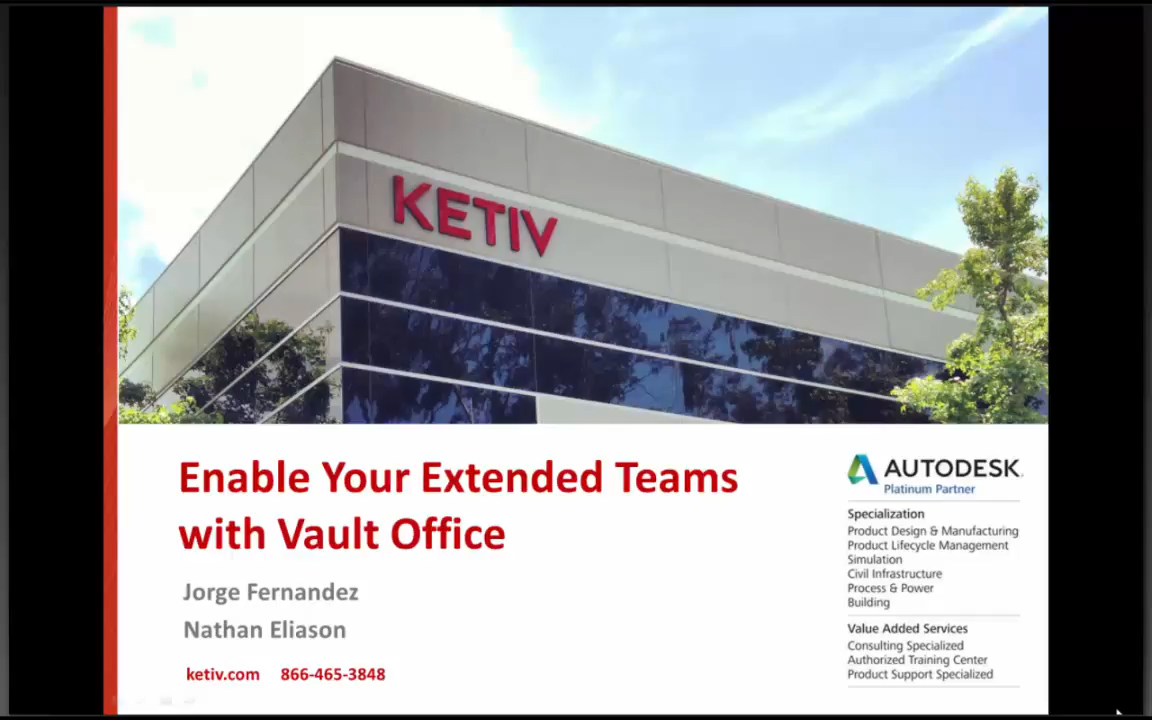 KETIV
Enable Your Extended Teams
with Vault Office
Jorge Fernandez
Nathan Eliason
ketiv.com 866-465-3848
AUTODESK
Platinum Partner
Specialization
Product Design & Manufacturing
Product Lifecycle Management
Simulation
Civil Infrastructure
Process & Power
Building
Value Added Services
Consulting Specialized
Authorized Training Center
Product Support Specialized